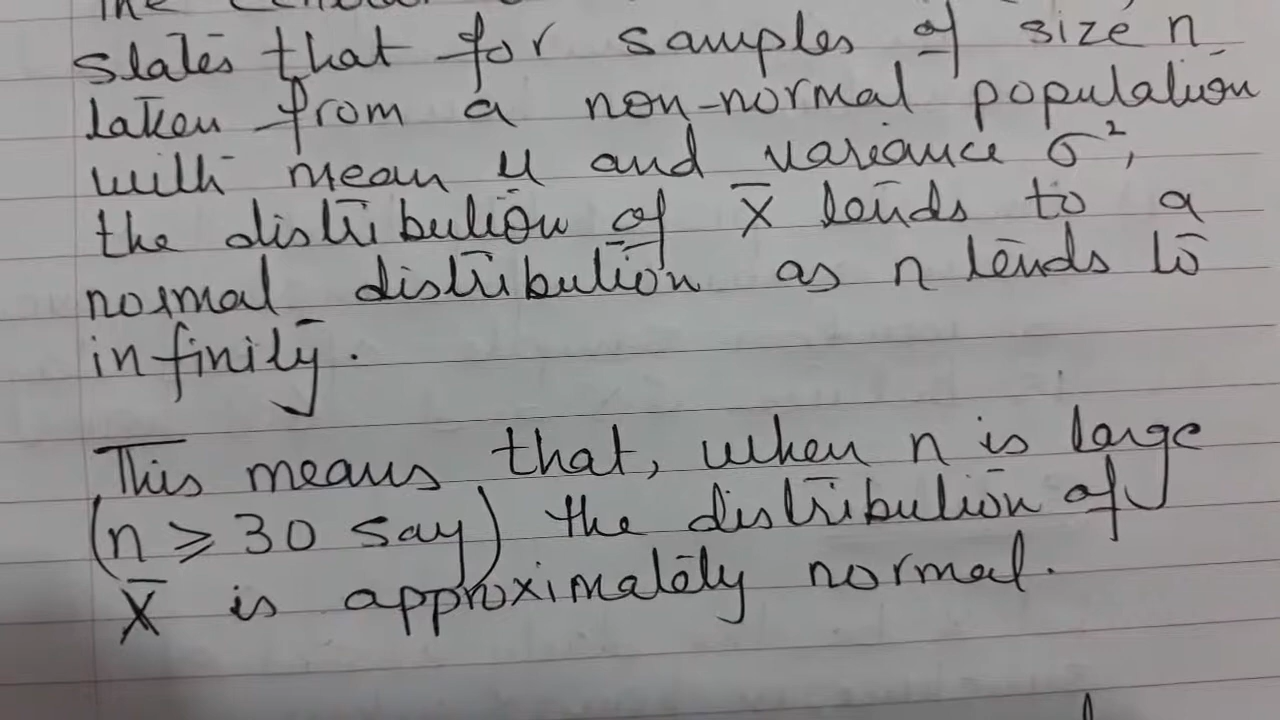 The
states that for samples of size n
taken from a non-normal population
with mean μ and variance σ²,
the distribution of X̄ tends to a
normal distribution as n tends to
infinity.
This means that, when n is large
(n ⩾ 30 say) the distribution of
X̄ is approximately normal.